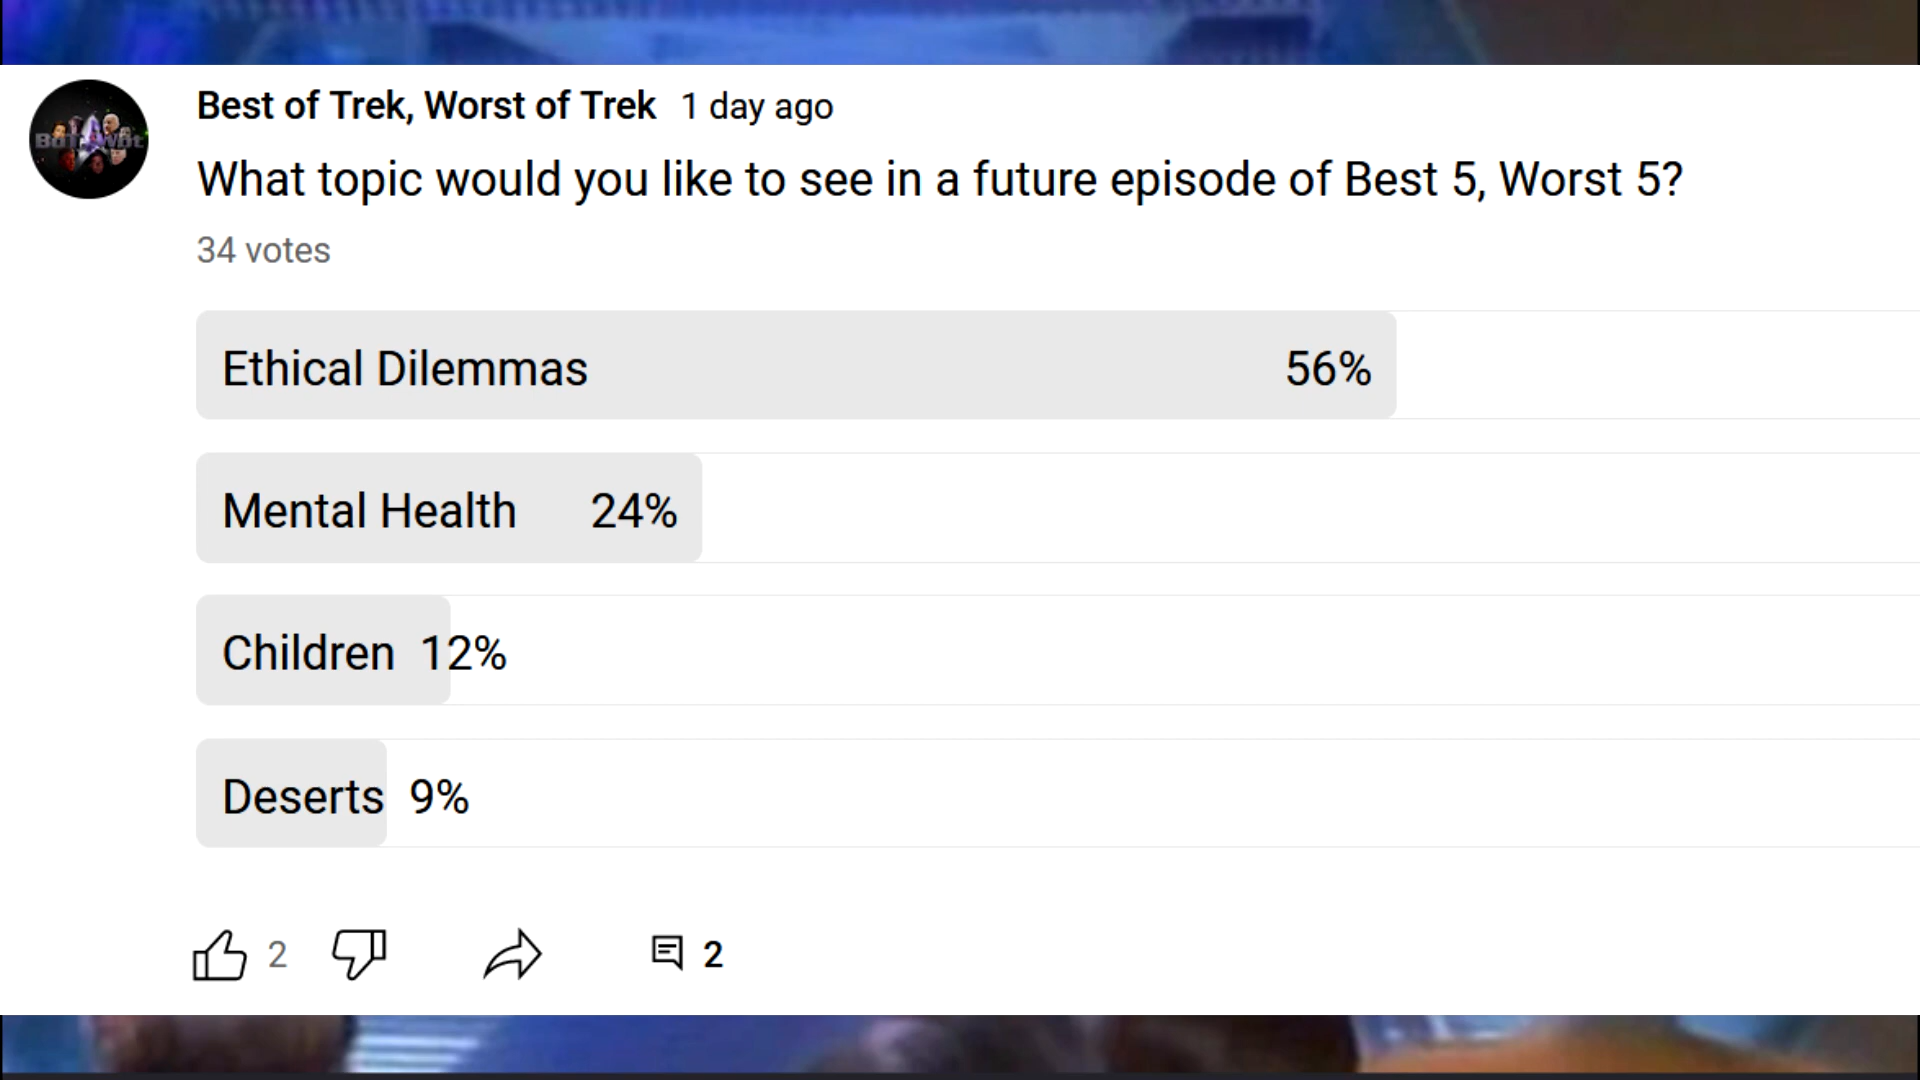 BoT, WoT
Best of Trek, Worst of Trek 1 day ago
What topic would you like to see in a future episode of Best 5, Worst 5?
34 votes
Ethical Dilemmas 56%
Mental Health 24%
Children 12%
Deserts 9%
2 2